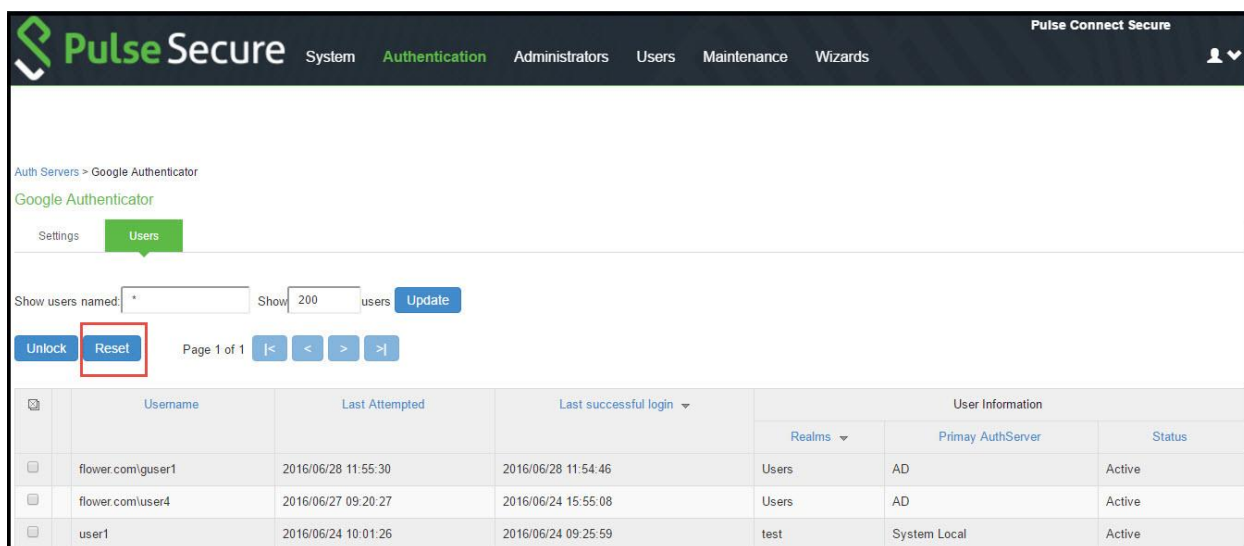 Pulse Connect Secure
Pulse Secure System Authentication Administrators Users Maintenance Wizards
Auth Servers > Google Authenticator
Google Authenticator
Settings Users
Show users named: * Show 200 users Update
Unlock Reset Page 1 of 1 |< < > >|
Username Last Attempted Last successful login User Information
Realms Primay AuthServer Status
flower.com\guser1 2016/06/28 11:55:30 2016/06/28 11:54:46 Users AD Active
flower.com\user4 2016/06/27 09:20:27 2016/06/24 15:55:08 Users AD Active
user1 2016/06/24 10:01:26 2016/06/24 09:25:59 test System Local Active